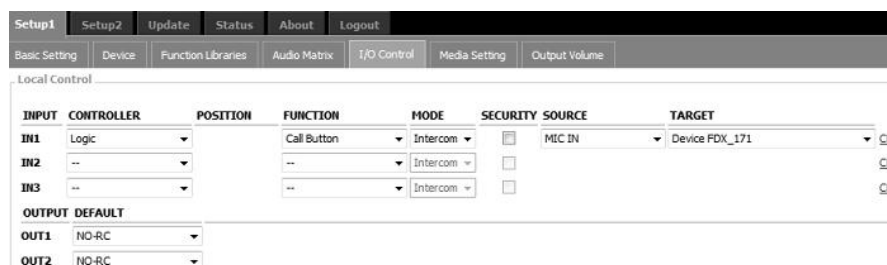 Setup1 Setup2 Update Status About Logout
Basic Setting Device Function Libraries Audio Matrix I/O Control Media Setting Output Volume
Local Control
INPUT CONTROLLER POSITION FUNCTION MODE SECURITY SOURCE TARGET
IN1 Logic Call Button Intercom MIC IN Device FDX_171
IN2 -- -- Intercom
IN3 -- -- Intercom
OUTPUT DEFAULT
OUT1 NO-RC
OUT2 NO-RC